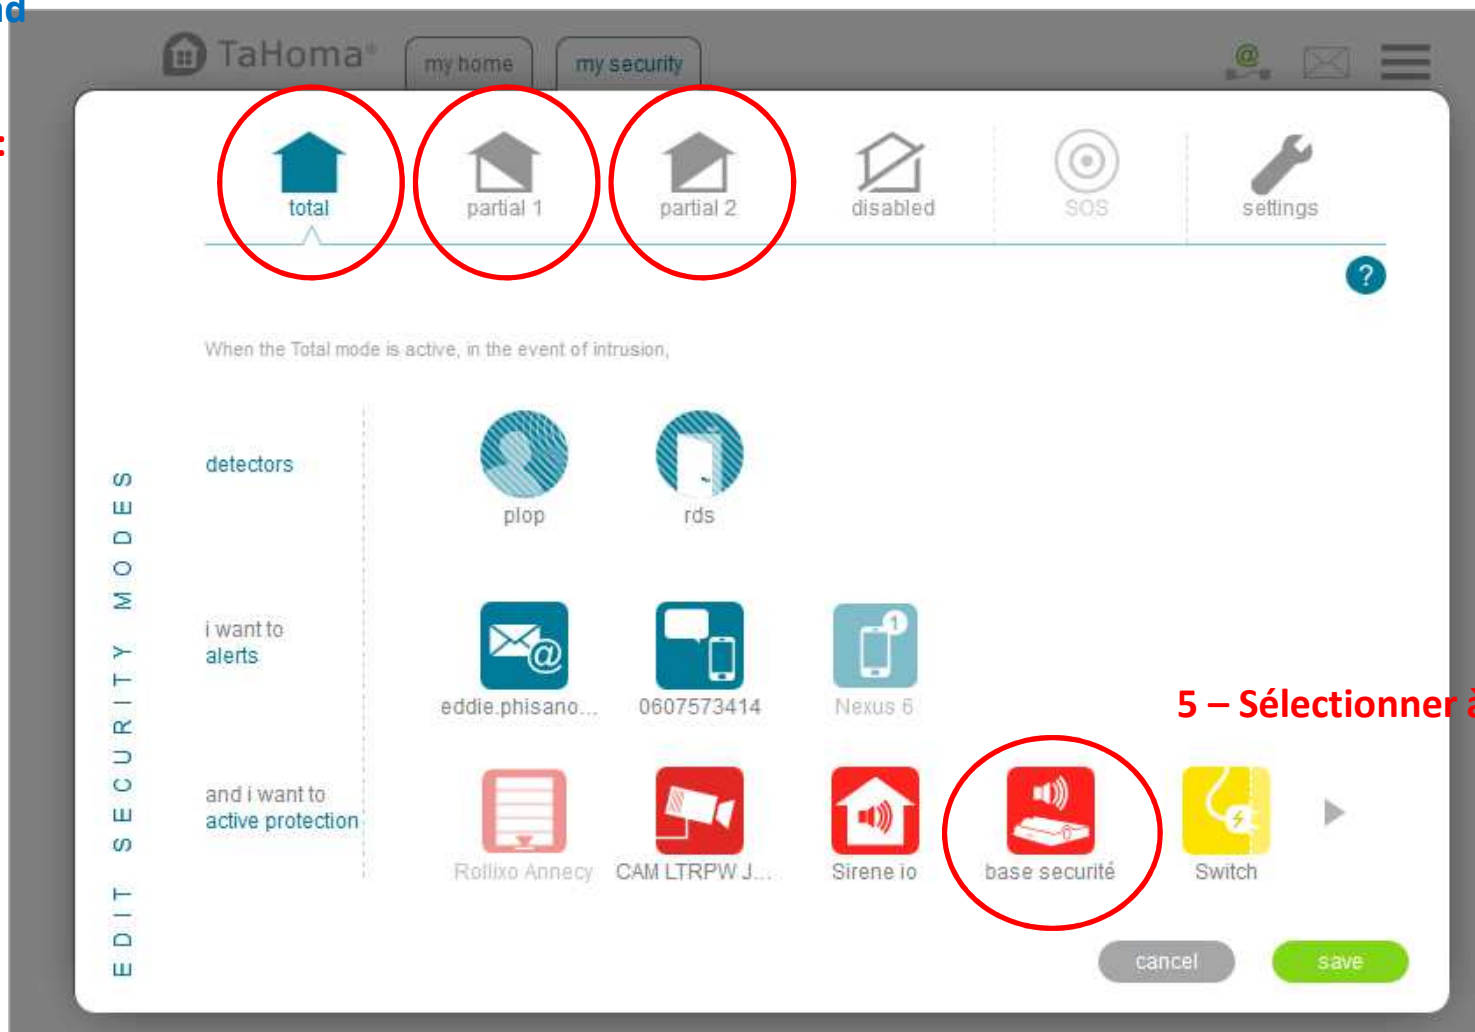 TaHoma®
my home
my security
@
total
partial 1
partial 2
disabled
SOS
settings
?
When the Total mode is active, in the event of intrusion,
EDIT SECURITY MODES
detectors
plop
rds
i want to
alerts
@
1
eddie.phisano...
0607573414
Nexus 6
5 – Sélectionner à
and i want to
active protection
Rollixo Annecy
CAM LTRPW J...
Sirene io
base securité
Switch
cancel
save